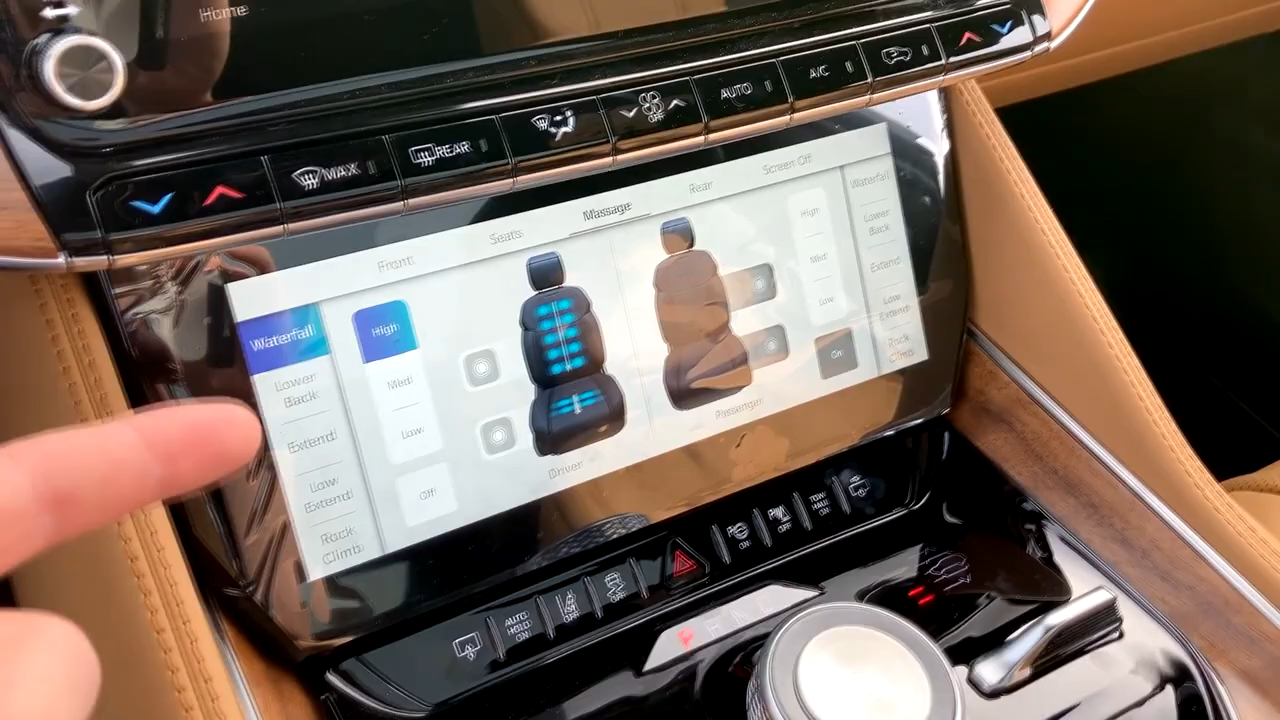 Home
MAX
REAR
OFF
AUTO
A/C
Front
Seats
Massage
Rear
Screen Off
Waterfall
Lower
Back
Extend
Low
Extend
Rock
Climb
High
Med
Low
Off
Driver
Passenger
High
Med
Low
On
Waterfall
Lower
Back
Extend
Low
Extend
Rock
Climb
AUTO
HOLD
ON
OFF
OFF
ON
OFF
TOW
HAUL
ON
P R N